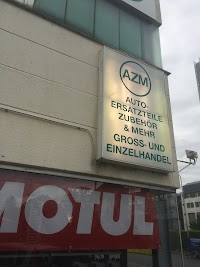 AZM
AUTO-
ERSATZTEILE
ZUBEHÖR
& MEHR
GROSS- UND
EINZELHANDEL
MOTUL